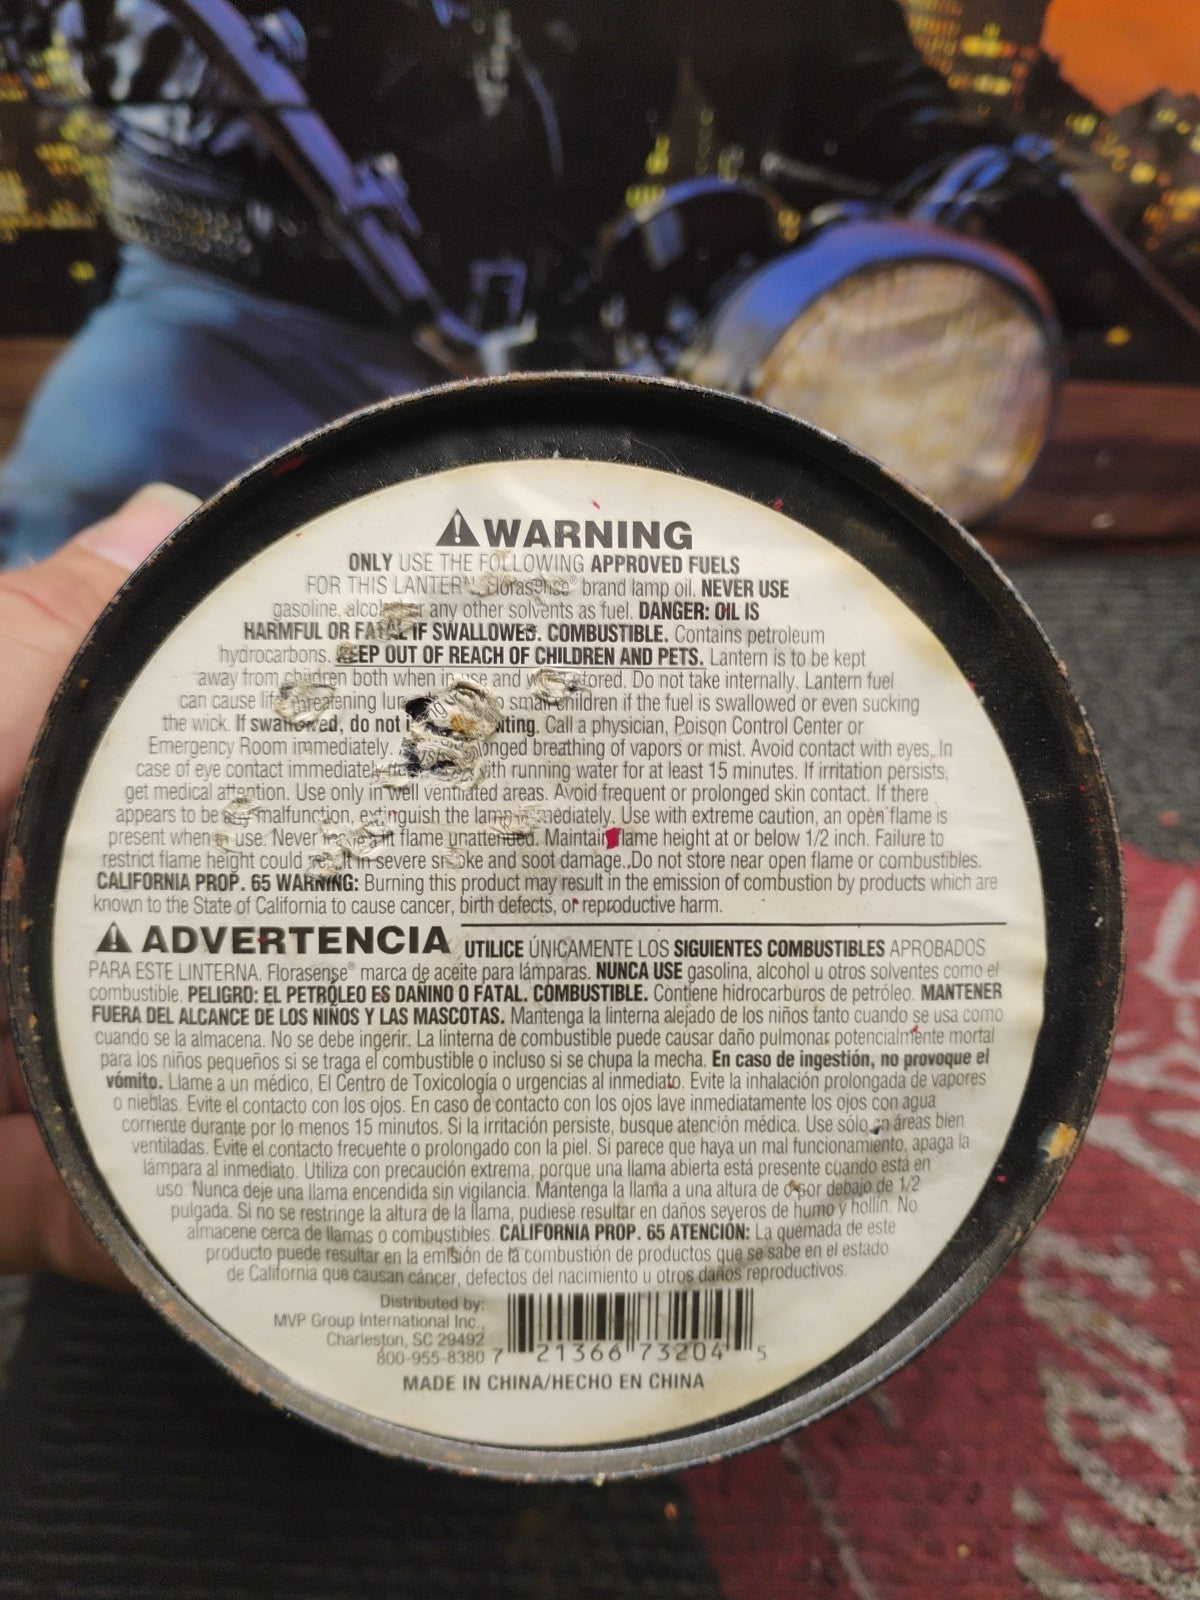 WARNING
ONLY USE THE FOLLOWING APPROVED FUELS
FOR THIS LANTERN Florasense® brand lamp oil. NEVER USE
gasoline, or any other solvents as fuel. DANGER: OIL IS
HARMFUL OR FATAL IF SWALLOWED. COMBUSTIBLE. Contains petroleum
hydrocarbons. KEEP OUT OF REACH OF CHILDREN AND PETS. Lantern is to be kept
away from children both when in use and stored. Do not take internally. Lantern fuel
can cause life threatening small children if the fuel is swallowed or even sucking
the wick. If swallowed, do not Call a physician, Poison Control Center or
Emergency Room immediately. breathing of vapors or mist. Avoid contact with eyes. In
case of eye contact immediately with running water for at least 15 minutes. If irritation persists,
get medical attention. Use only in well ventilated areas. Avoid frequent or prolonged skin contact. If there
appears to be malfunction, extinguish the lamp immediately. Use with extreme caution, an open flame is
present when use. Never a lit flame unattended. Maintain flame height at or below 1/2 inch. Failure to
restrict flame height could result in severe smoke and soot damage. Do not store near open flame or combustibles.
CALIFORNIA PROP. 65 WARNING: Burning this product may result in the emission of combustion by products which are
known to the State of California to cause cancer, birth defects, or reproductive harm.
ADVERTENCIA UTILICE ÚNICAMENTE LOS SIGUIENTES COMBUSTIBLES APROBADOS
PARA ESTE LINTERNA. Florasense® marca de aceite para lámparas. NUNCA USE gasolina, alcohol u otros solventes como el
combustible. PELIGRO: EL PETRÓLEO ES DAÑINO O FATAL. COMBUSTIBLE. Contiene hidrocarburos de petróleo. MANTENER
FUERA DEL ALCANCE DE LOS NIÑOS Y LAS MASCOTAS. Mantenga la linterna alejado de los niños tanto cuando se usa como
cuando se la almacena. No se debe ingerir. La linterna de combustible puede causar daño pulmonar potencialmente mortal
para los niños pequeños si se traga el combustible o incluso si se chupa la mecha. En caso de ingestión, no provoque el
vómito. Llame a un médico, El Centro de Toxicología o urgencias al inmediato. Evite la inhalación prolongada de vapores
o nieblas. Evite el contacto con los ojos. En caso de contacto con los ojos lave inmediatamente los ojos con agua
corriente durante por lo menos 15 minutos. Si la irritación persiste, busque atención médica. Use sólo en áreas bien
ventiladas. Evite el contacto frecuente o prolongado con la piel. Si parece que haya un mal funcionamiento, apaga la
lámpara al inmediato. Utiliza con precaución extrema, porque una llama abierta está presente cuando está en
uso. Nunca deje una llama encendida sin vigilancia. Mantenga la llama a una altura de o por debajo de 1/2
pulgada. Si no se restringe la altura de la llama, pudiese resultar en daños severos de humo y hollin. No
almacene cerca de llamas o combustibles. CALIFORNIA PROP. 65 ATENCIÓN: La quemada de este
producto puede resultar en la emisión de la combustión de productos que se sabe en el estado
de California que causan cáncer, defectos del nacimiento u otros daños reproductivos.
Distributed by:
MVP Group International Inc.,
Charleston, SC 29492
800-955-8380
7 21366 73204 5
MADE IN CHINA/HECHO EN CHINA